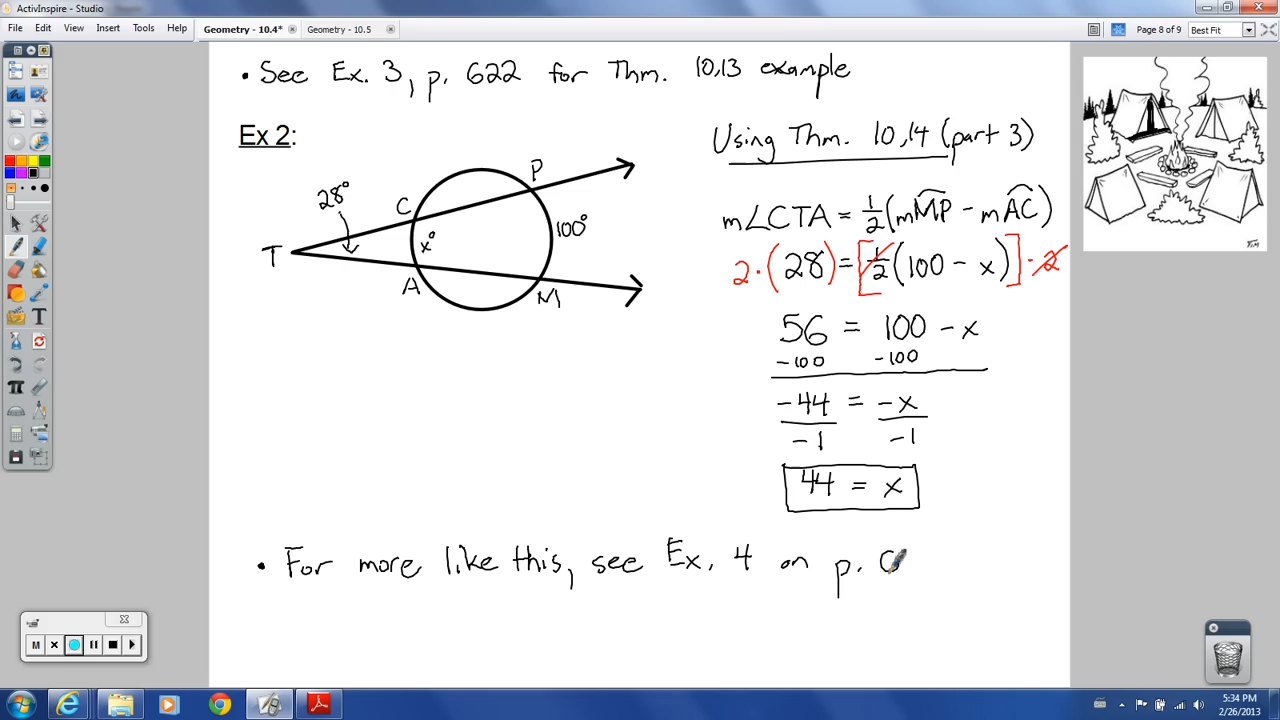 ActivInspire - Studio
File Edit View Insert Tools Help
Geometry - 10.4*
Geometry - 10.5
Page 8 of 9
Best Fit
• See Ex. 3, p. 622 for Thm. 10.13 example
Ex 2:
Using Thm. 10.14 (part 3)
28°
T
C
P
x°
100°
A
M
m∠CTA = 1/2(mMP - mAC)
2·(28) = [1/2(100 - x)]·2
56 = 100 - x
-100 -100
-44 = -x
-1 -1
44 = x
• For more like this, see Ex. 4 on p.
TIM
M
5:34 PM
2/26/2013